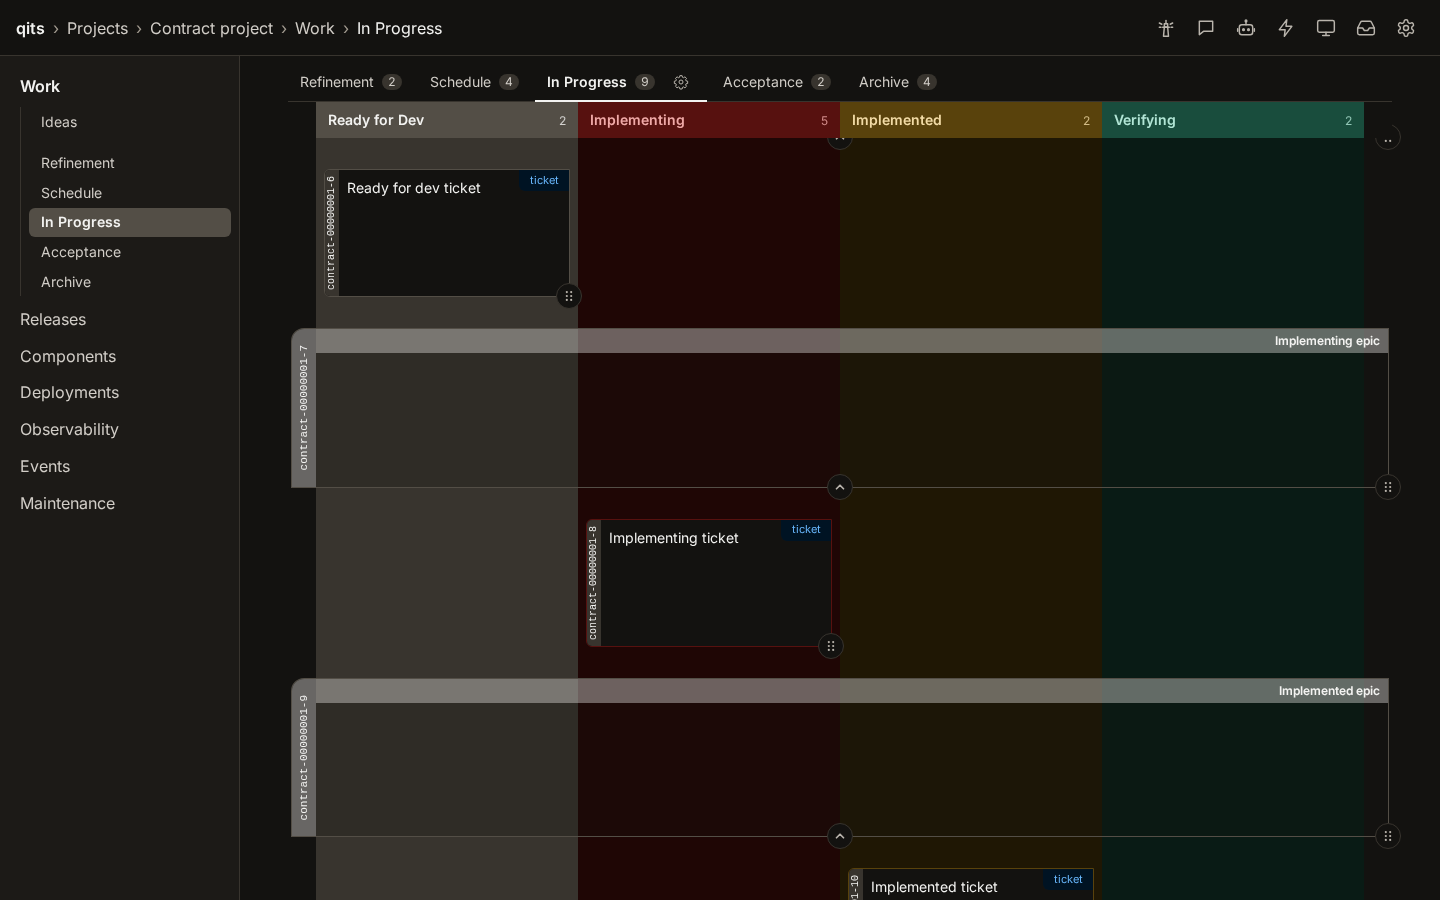 qits › Projects › Contract project › Work › In Progress
Work
Ideas
Refinement
Schedule
In Progress
Acceptance
Archive
Releases
Components
Deployments
Observability
Events
Maintenance
Refinement 2
Schedule 4
In Progress 9
Acceptance 2
Archive 4
Ready for Dev 2
Implementing 5
Implemented 2
Verifying 2
contract-00000001-6
Ready for dev ticket
ticket
contract-00000001-7
Implementing epic
contract-00000001-8
Implementing ticket
ticket
contract-00000001-9
Implemented epic
1-10
Implemented ticket
ticket